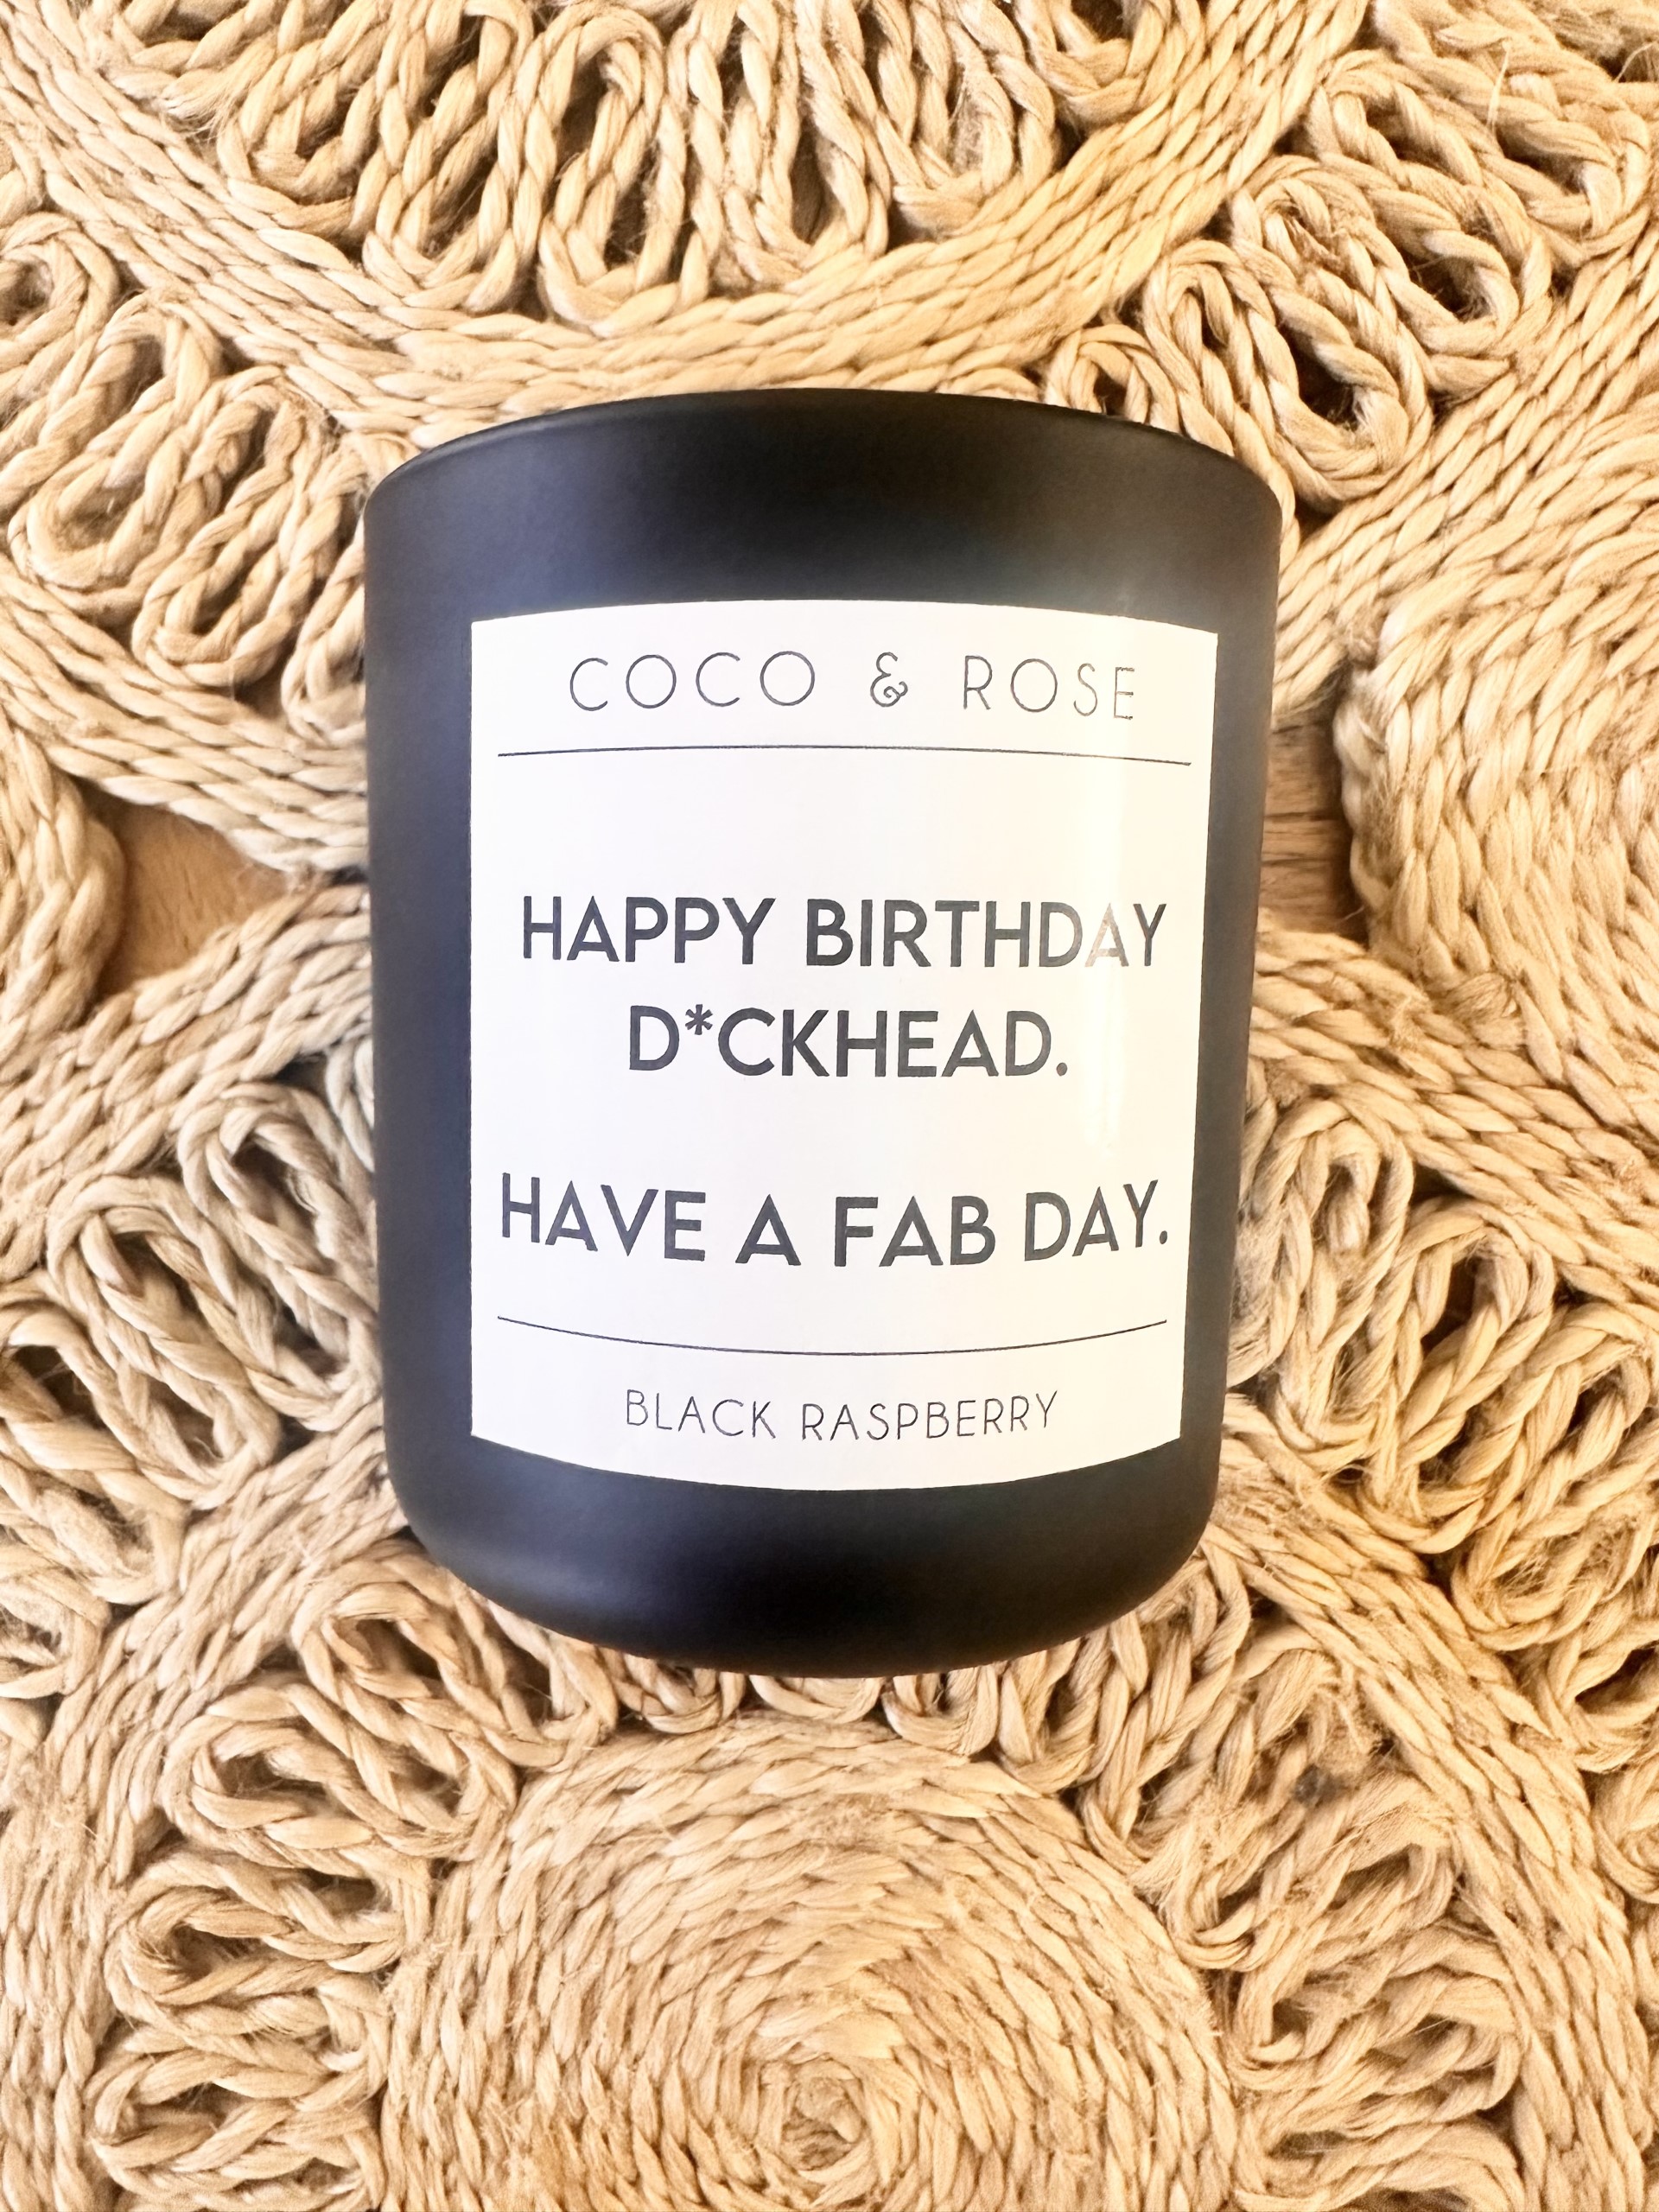 COCO & ROSE
HAPPY BIRTHDAY
D*CKHEAD.
HAVE A FAB DAY.
BLACK RASPBERRY